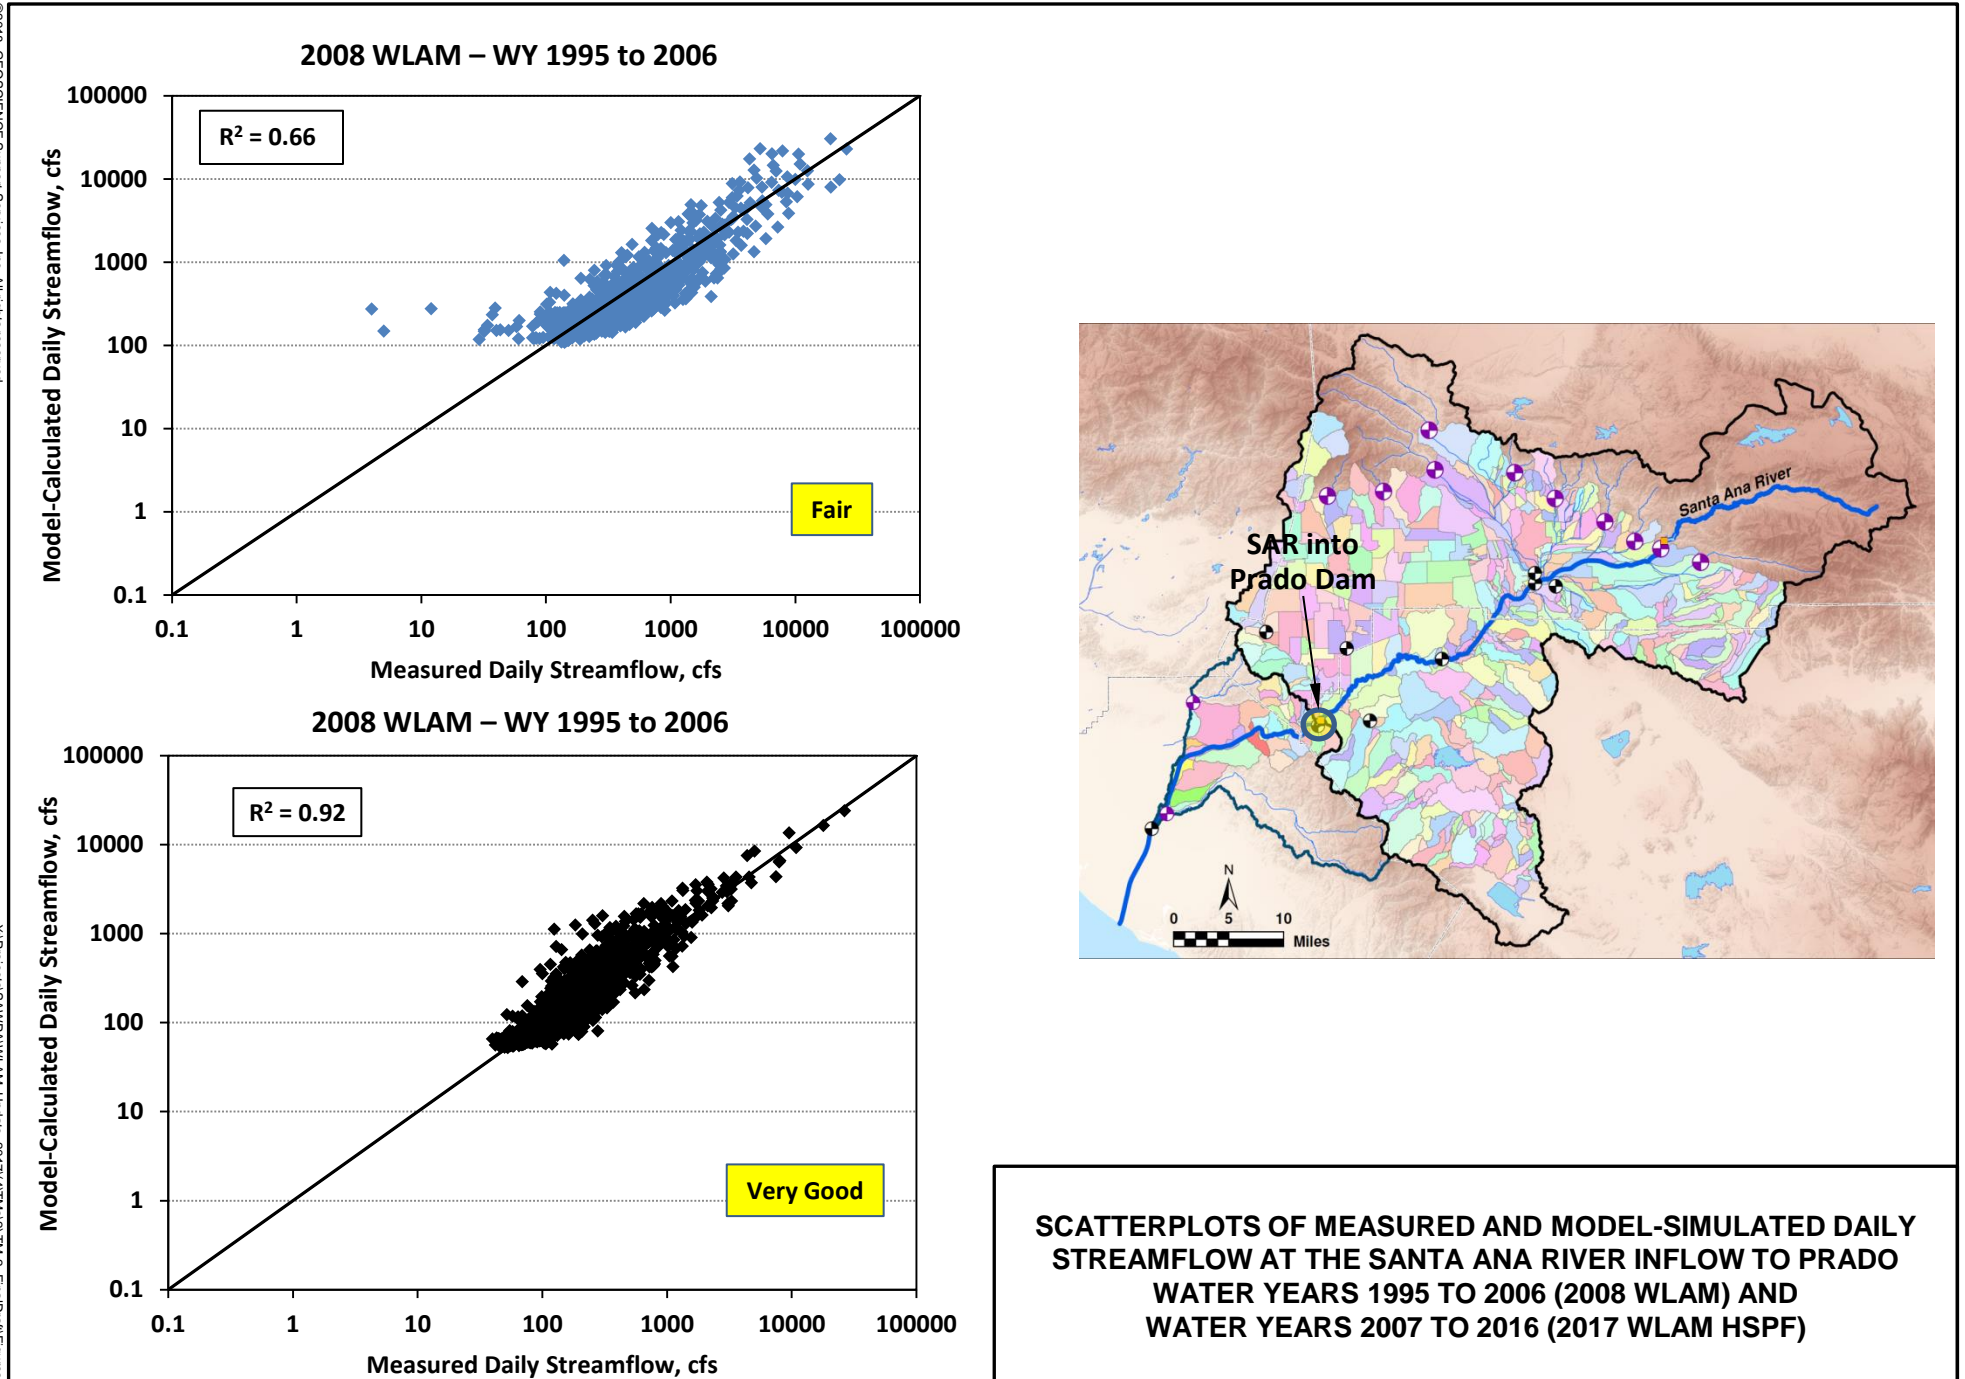 2008 WLAM – WY 1995 to 2006
R² = 0.66
Fair
100000
10000
1000
100
10
1
0.1
0.1 1 10 100 1000 10000 100000
Model-Calculated Daily Streamflow, cfs
Measured Daily Streamflow, cfs
2008 WLAM – WY 1995 to 2006
R² = 0.92
Very Good
100000
10000
1000
100
10
1
0.1
0.1 1 10 100 1000 10000 100000
Model-Calculated Daily Streamflow, cfs
Measured Daily Streamflow, cfs
Santa Ana River
SAR into
Prado Dam
N
0 5 10
Miles
SCATTERPLOTS OF MEASURED AND MODEL-SIMULATED DAILY
STREAMFLOW AT THE SANTA ANA RIVER INFLOW TO PRADO
WATER YEARS 1995 TO 2006 (2008 WLAM) AND
WATER YEARS 2007 TO 2016 (2017 WLAM HSPF)